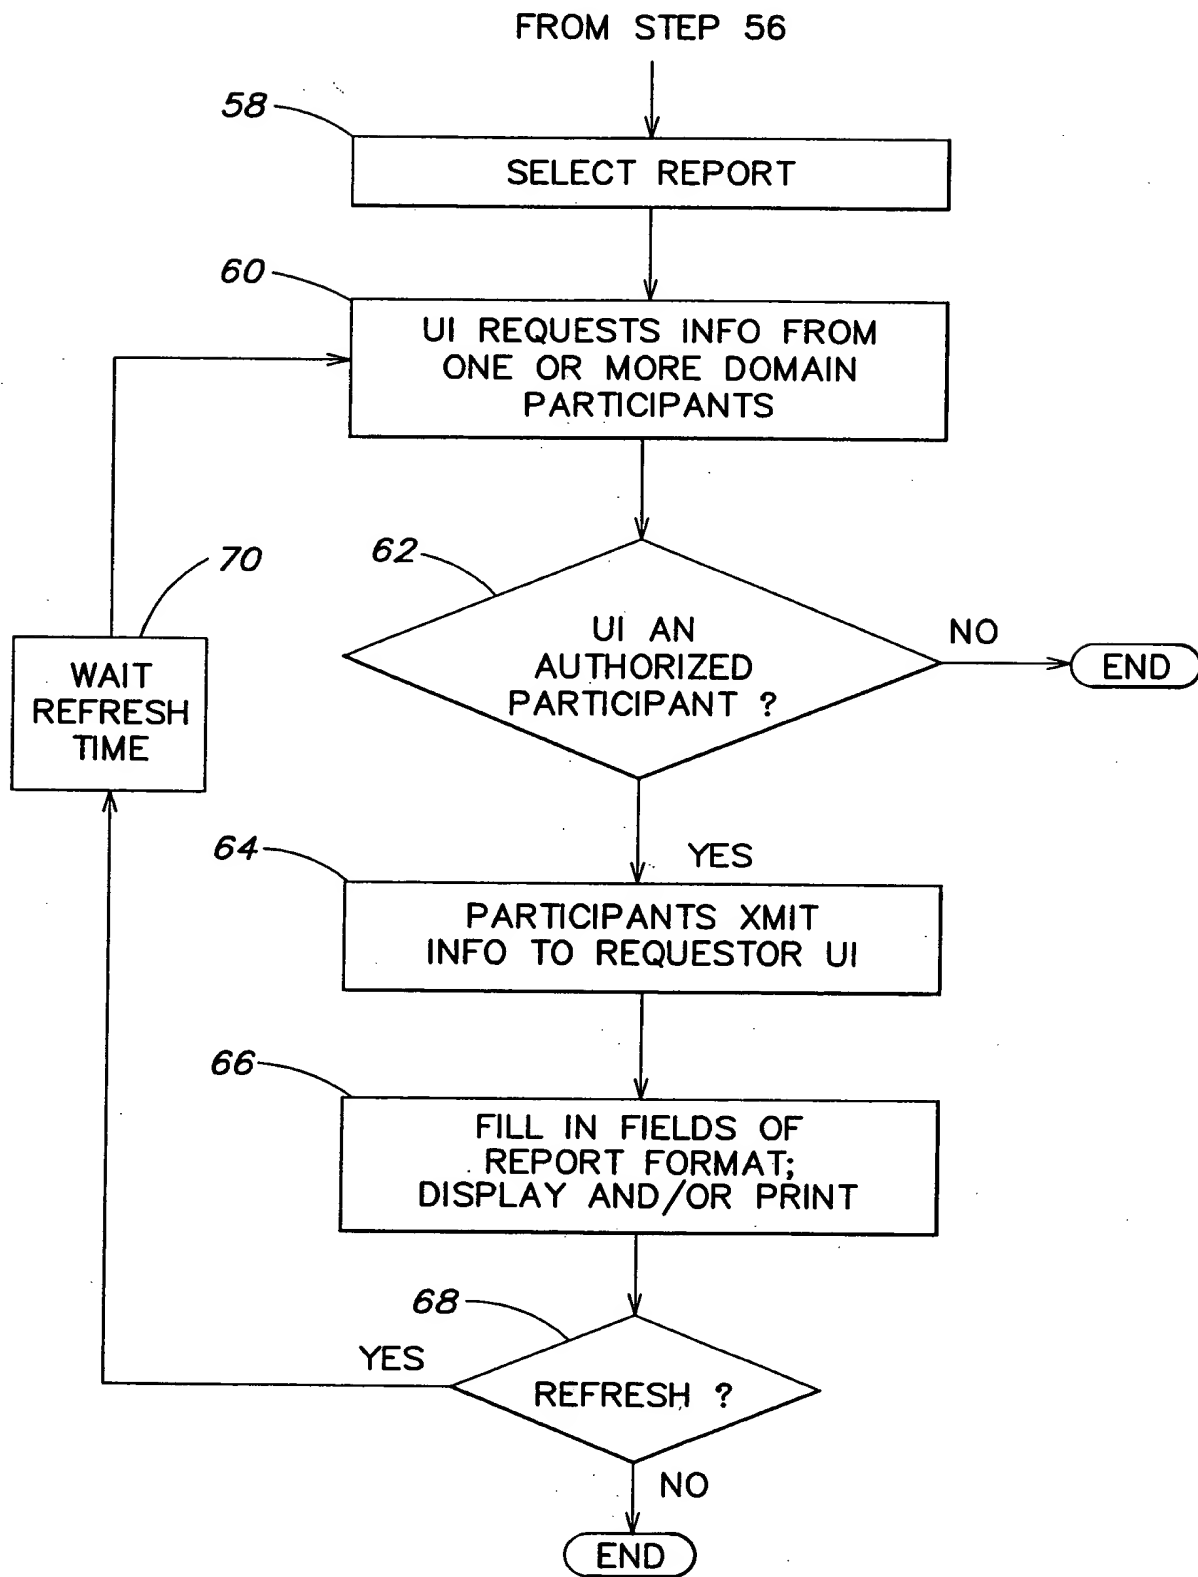 FROM STEP 56
58
SELECT REPORT
60
UI REQUESTS INFO FROM
ONE OR MORE DOMAIN
PARTICIPANTS
62
UI AN
AUTHORIZED
PARTICIPANT ?
NO
END
70
WAIT
REFRESH
TIME
YES
64
PARTICIPANTS XMIT
INFO TO REQUESTOR UI
66
FILL IN FIELDS OF
REPORT FORMAT;
DISPLAY AND/OR PRINT
68
YES
REFRESH ?
NO
END